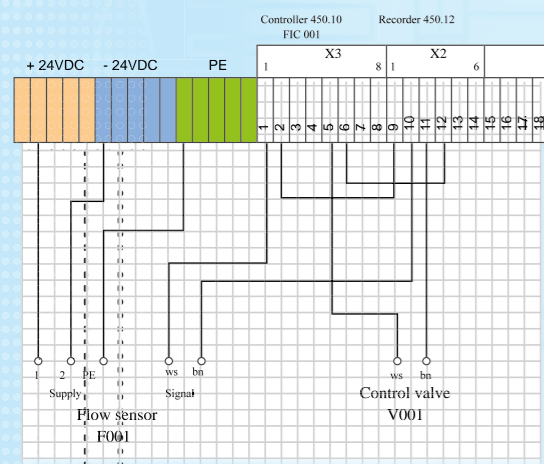 Controller 450.10 Recorder 450.12
FIC 001
+ 24VDC - 24VDC PE X3 X2
1 8 1 6
1 2 3 4 5 6 7 8 9 10 11 12 13 14 15 16 17 18
1 2 PE ws bn ws bn
Supply Signal Control valve
Flow sensor V001
F001